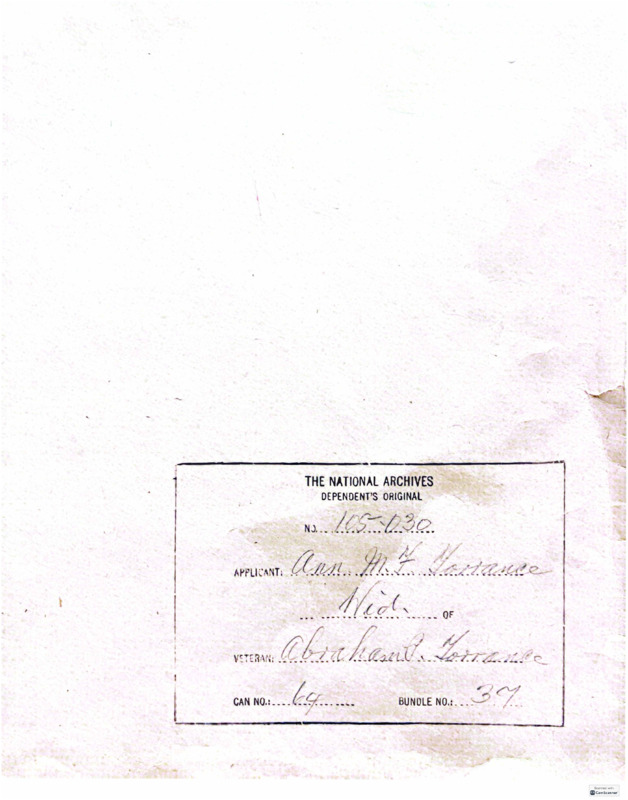 THE NATIONAL ARCHIVES
DEPENDENT'S ORIGINAL
NO. 105-030
APPLICANT: Ann M. F. Torrance
Wid. OF
VETERAN: Abraham P. Torrance
CAN NO.: 64
BUNDLE NO.: 37
CamScanner